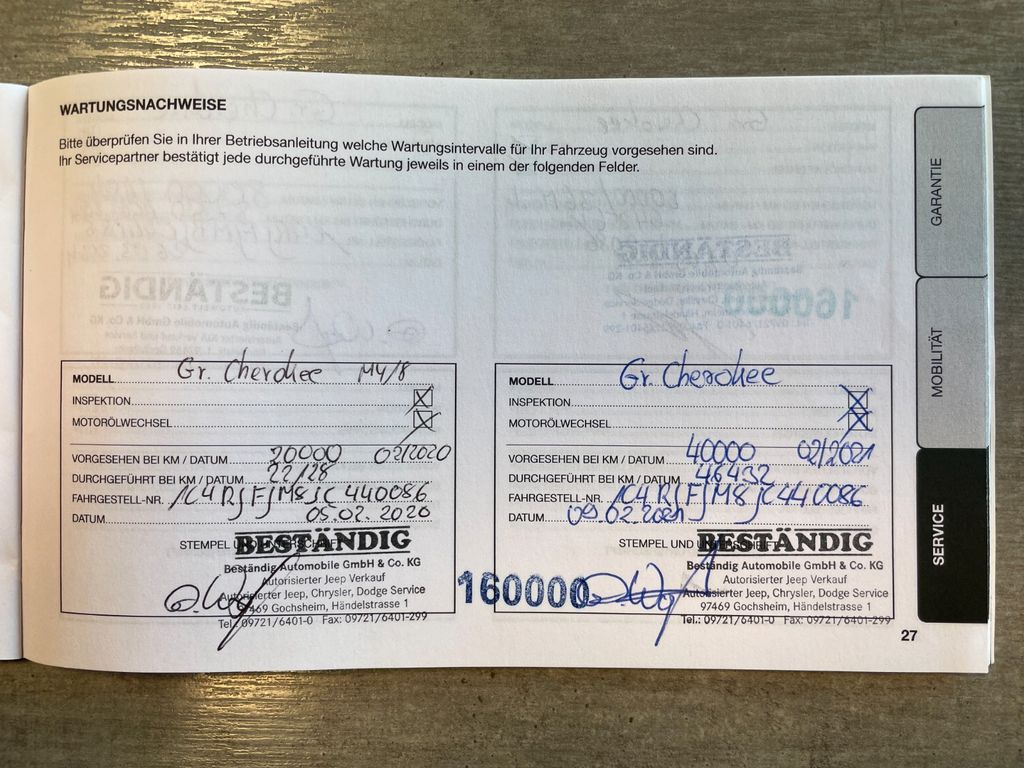 WARTUNGSNACHWEISE
Bitte überprüfen Sie in Ihrer Betriebsanleitung welche Wartungsintervalle für Ihr Fahrzeug vorgesehen sind.
Ihr Servicepartner bestätigt jede durchgeführte Wartung jeweils in einem der folgenden Felder.
MODELL Gr. Cherokee MY/8
INSPEKTION
MOTORÖLWECHSEL
VORGESEHEN BEI KM / DATUM 20000 02/2020
DURCHGEFÜHRT BEI KM / DATUM 22128
FAHRGESTELL-NR. 1C4RJFJM8JC440086
DATUM 05.02.2020
STEMPEL UND
BESTÄNDIG
Beständig Automobile GmbH & Co. KG
Autorisierter Jeep Verkauf
Autorisierter Jeep, Chrysler, Dodge Service
97469 Gochsheim, Händelstrasse 1
Tel.: 09721/6401-0 Fax: 09721/6401-299
MODELL Gr. Cherokee
INSPEKTION
MOTORÖLWECHSEL
VORGESEHEN BEI KM / DATUM 40000 02/2021
DURCHGEFÜHRT BEI KM / DATUM 46432
FAHRGESTELL-NR. 1C4RJFJM8JC440086
DATUM 09.02.2021
STEMPEL UND UNTERSCHRIFT
BESTÄNDIG
Beständig Automobile GmbH & Co. KG
Autorisierter Jeep Verkauf
Autorisierter Jeep, Chrysler, Dodge Service
97469 Gochsheim, Händelstrasse 1
Tel.: 09721/6401-0 Fax: 09721/6401-299
160000
GARANTIE
MOBILITÄT
SERVICE
27